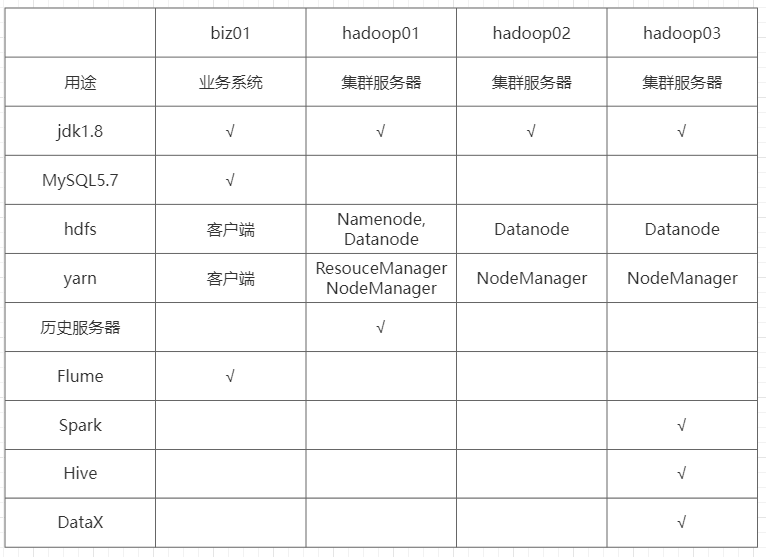 biz01 hadoop01 hadoop02 hadoop03
用途 业务系统 集群服务器 集群服务器 集群服务器
jdk1.8 √ √ √ √
MySQL5.7 √
hdfs 客户端 Namenode, Datanode Datanode Datanode
yarn 客户端 ResouceManager NodeManager NodeManager NodeManager
历史服务器 √
Flume √
Spark √
Hive √
DataX √